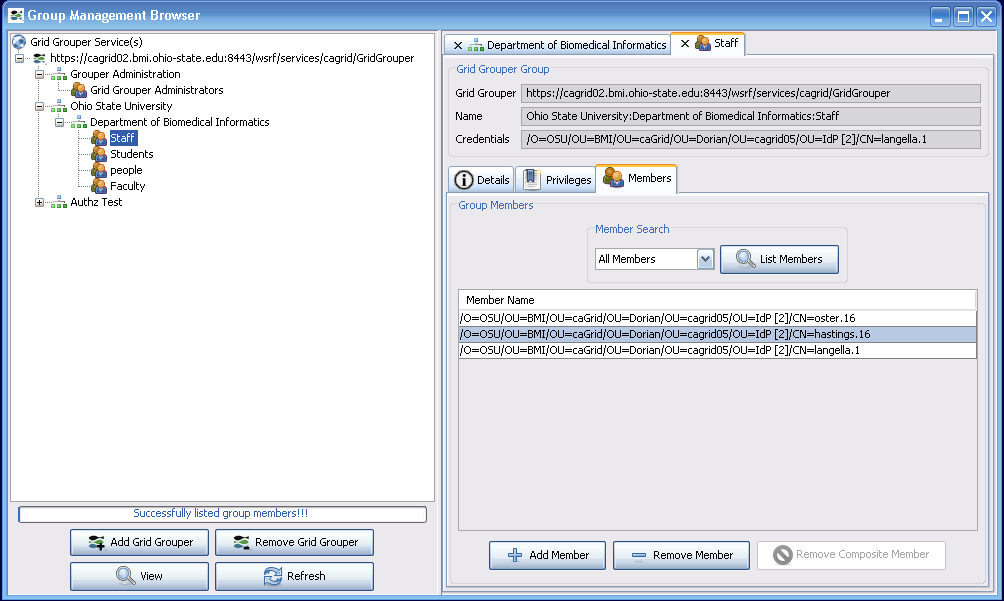 Group Management Browser
Grid Grouper Service(s)
https://cagrid02.bmi.ohio-state.edu:8443/wsrf/services/cagrid/GridGrouper
Grouper Administration
Grid Grouper Administrators
Ohio State University
Department of Biomedical Informatics
Staff
Students
people
Faculty
Authz Test
Successfully listed group members!!!
Add Grid Grouper
Remove Grid Grouper
View
Refresh
Department of Biomedical Informatics
Staff
Grid Grouper Group
Grid Grouper https://cagrid02.bmi.ohio-state.edu:8443/wsrf/services/cagrid/GridGrouper
Name Ohio State University:Department of Biomedical Informatics:Staff
Credentials /O=OSU/OU=BMI/OU=caGrid/OU=Dorian/OU=cagrid05/OU=IdP [2]/CN=langella.1
Details
Privileges
Members
Group Members
Member Search
All Members
List Members
Member Name
/O=OSU/OU=BMI/OU=caGrid/OU=Dorian/OU=cagrid05/OU=IdP [2]/CN=oster.16
/O=OSU/OU=BMI/OU=caGrid/OU=Dorian/OU=cagrid05/OU=IdP [2]/CN=hastings.16
/O=OSU/OU=BMI/OU=caGrid/OU=Dorian/OU=cagrid05/OU=IdP [2]/CN=langella.1
Add Member
Remove Member
Remove Composite Member